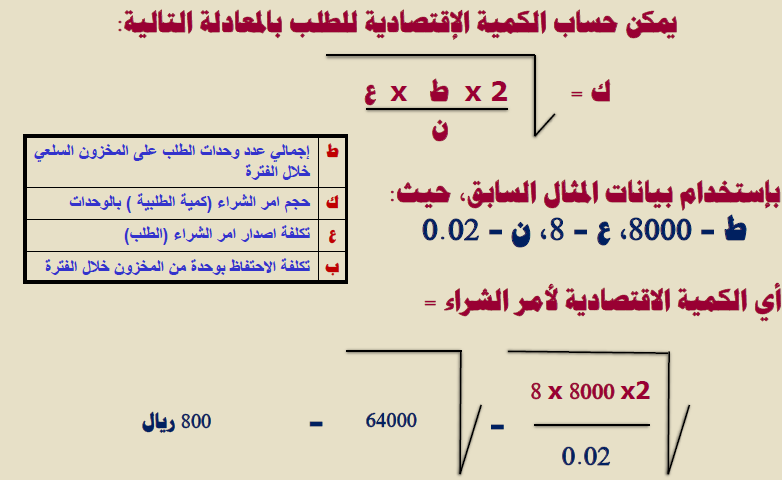 يمكن حساب الكمية الإقتصادية للطلب بالمعادلة التالية:
ك = 2 x ط x ع
ن
ط إجمالي عدد وحدات الطلب على المخزون السلعي
خلال الفترة
ك حجم امر الشراء (كمية الطلبية ) بالوحدات
ع تكلفة اصدار امر الشراء (الطلب)
ب تكلفة الاحتفاظ بوحدة من المخزون خلال الفترة
بإستخدام بيانات المثال السابق، حيث:
ط - 8000، ع - 8، ن - 0.02
أي الكمية الاقتصادية لأمر الشراء =
8 x 8000 x2
0.02
- 64000 - 800 ريال